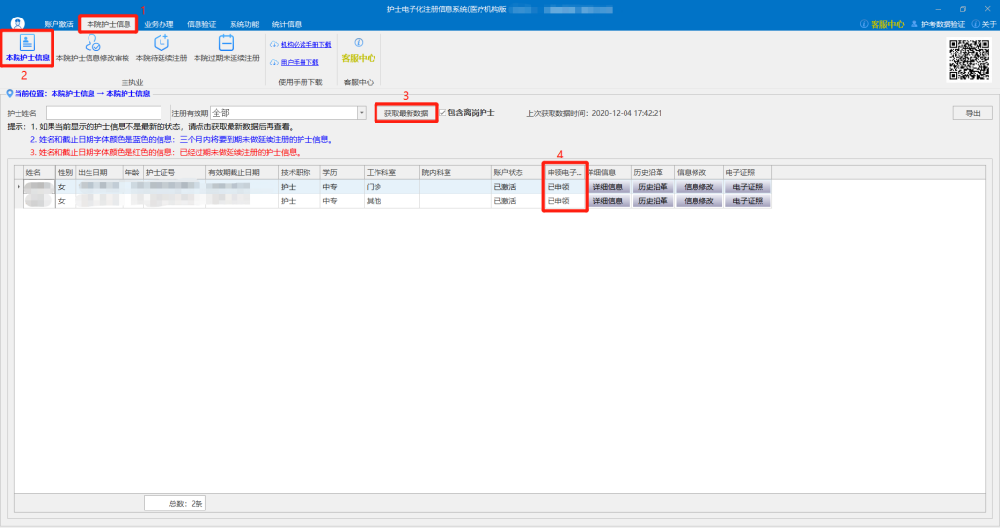 护士电子化注册信息系统(医疗机构版
1
账户激活 本院护士信息 业务办理 信息验证 系统功能 统计信息 客服中心 护考数据验证 关于
本院护士信息 本院护士信息修改审核 本院待延续注册 本院过期未延续注册 机构必读手册下载 用户手册下载 客服中心
2
主执业 使用手册下载 客服中心
当前位置: 本院护士信息 → 本院护士信息
3
护士姓名 注册有效期 全部 获取最新数据 包含离岗护士 上次获取数据时间: 2020-12-04 17:42:21 导出
提示: 1. 如果当前显示的护士信息不是最新的状态, 请点击获取最新数据后再查看。
2. 姓名和截止日期字体颜色是蓝色的信息: 三个月内将要到期未做延续注册的护士信息。
3. 姓名和截止日期字体颜色是红色的信息: 已经过期未做延续注册的护士信息。
4
姓名 性别 出生日期 年龄 护士证号 有效期截止日期 技术职称 学历 工作科室 院内科室 账户状态 申领电子... 详细信息 历史沿革 信息修改 电子证照
女 护士 中专 门诊 已激活 已申领 详细信息 历史沿革 信息修改 电子证照
女 护士 中专 其他 已激活 已申领 详细信息 历史沿革 信息修改 电子证照
总数: 2条